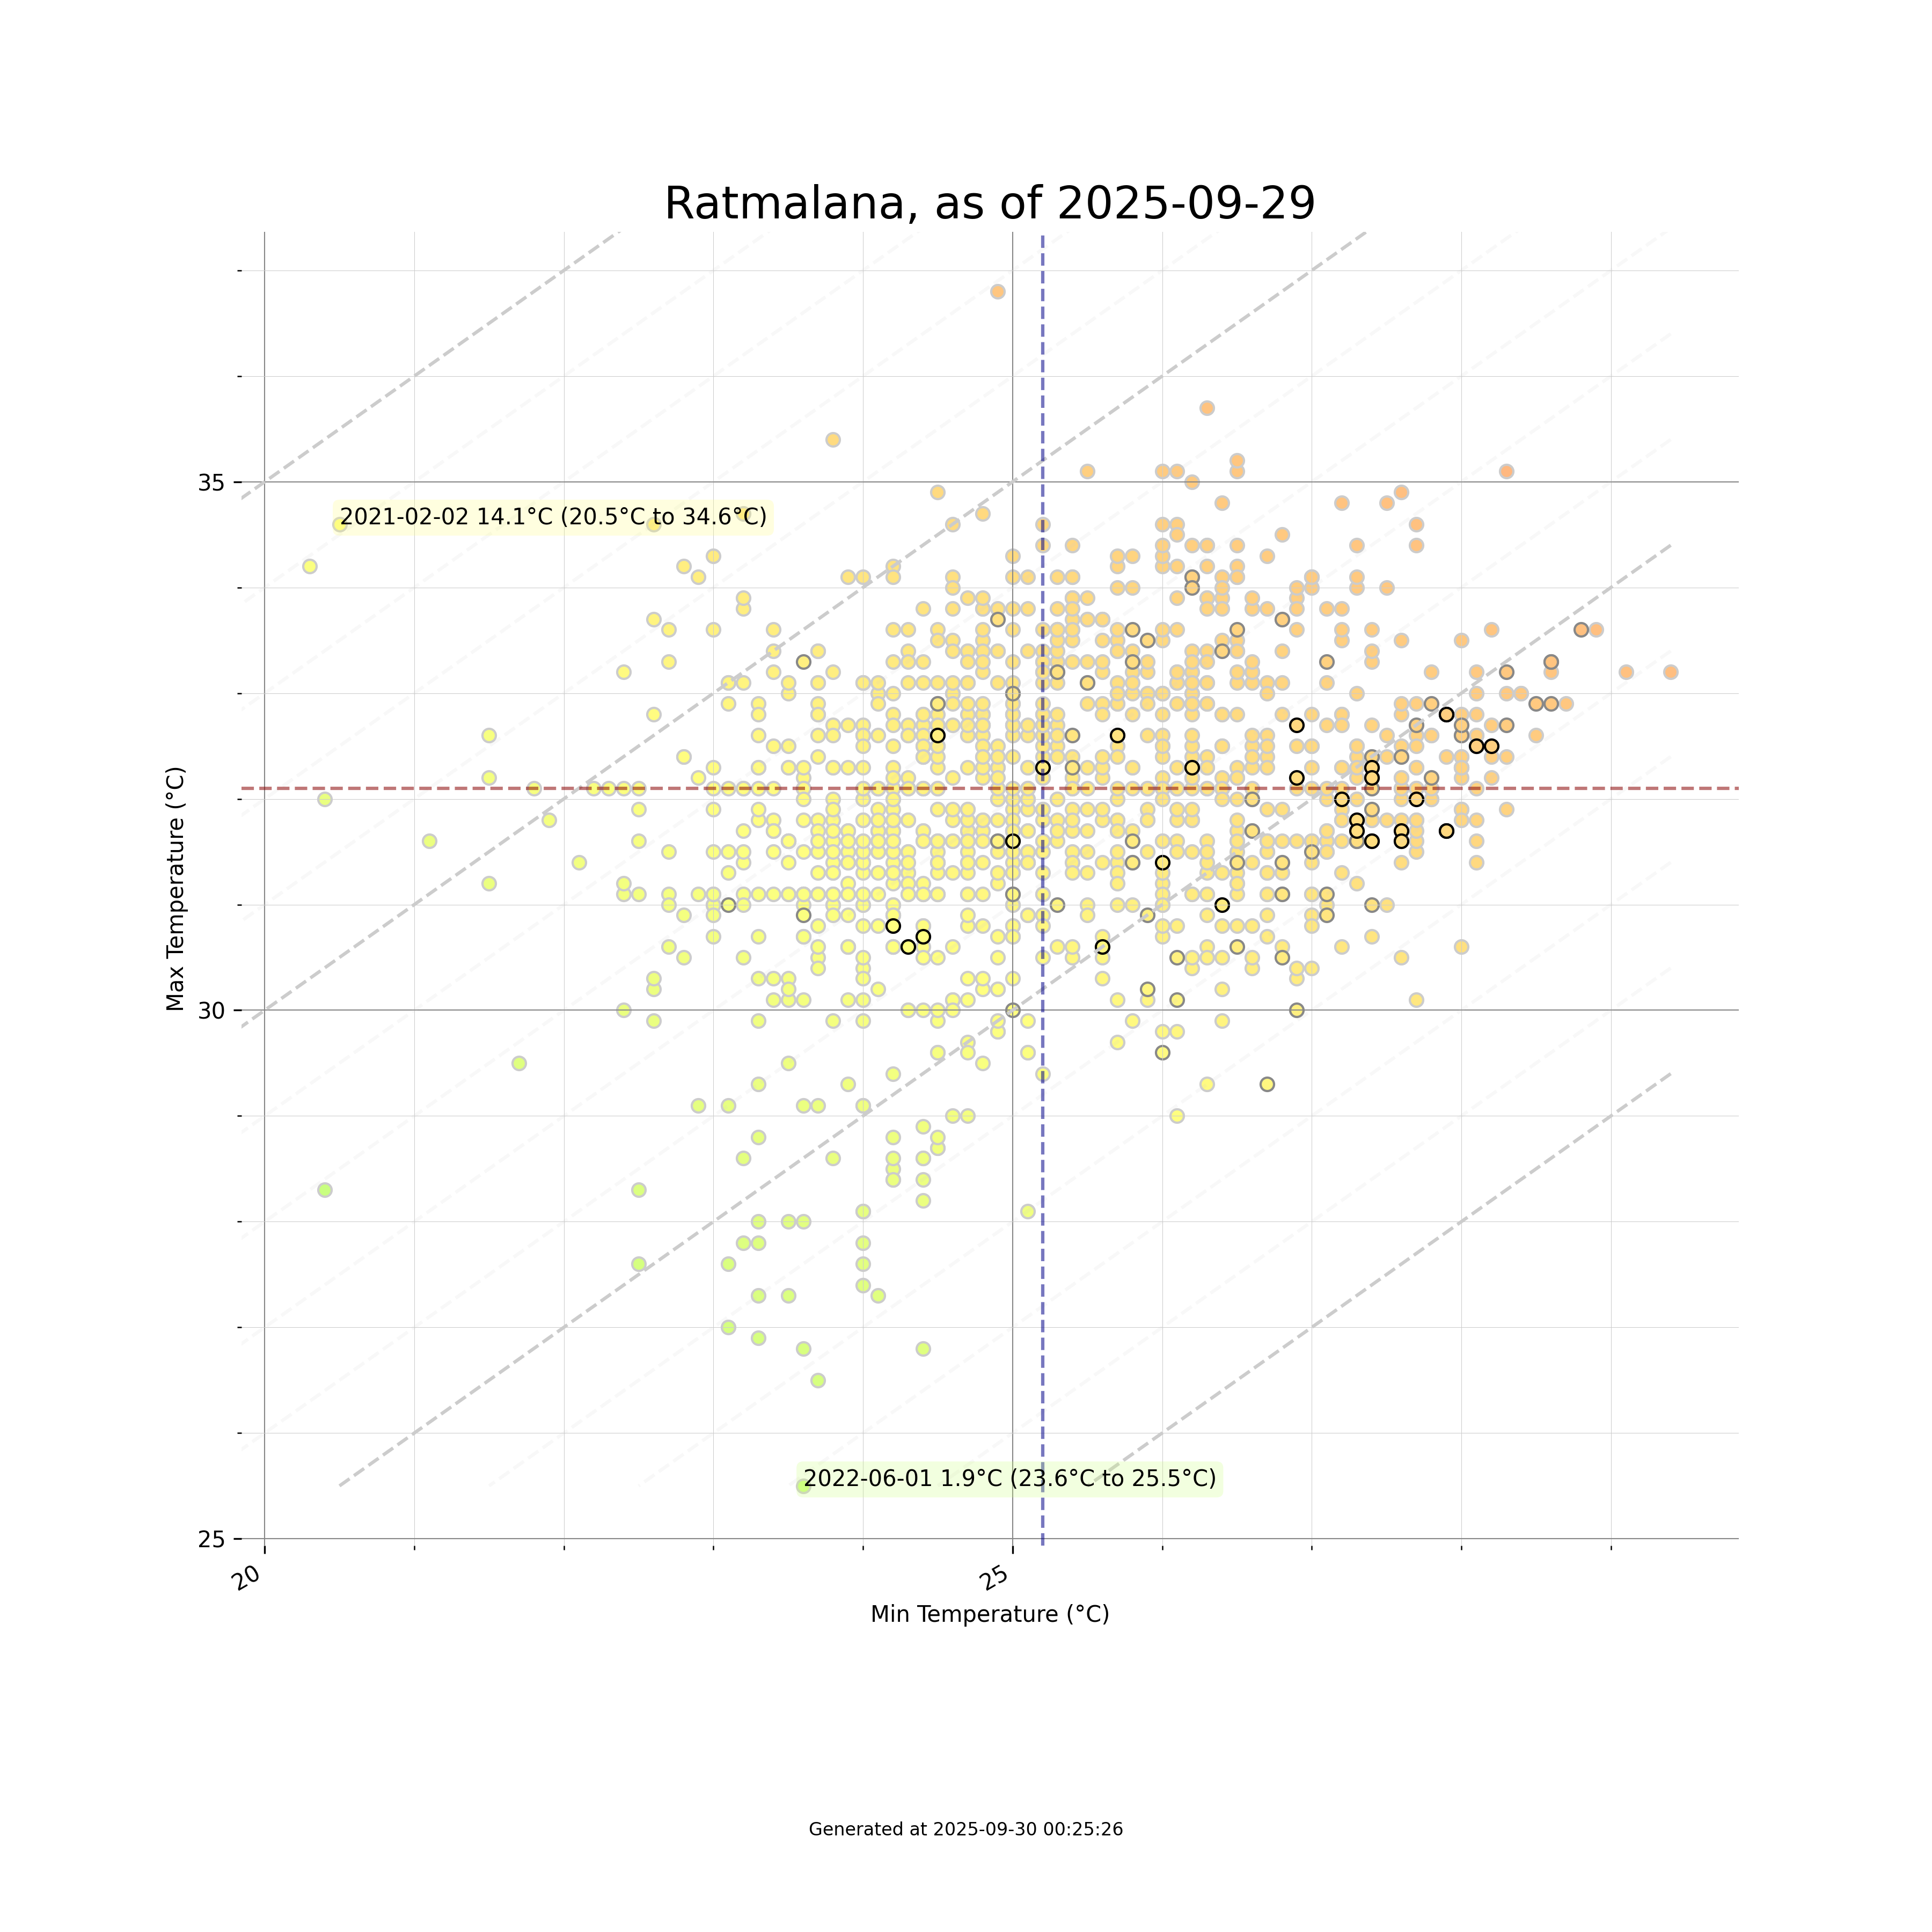 Ratmalana, as of 2025-09-29
35
2021-02-02 14.1°C (20.5°C to 34.6°C)
Max Temperature (°C)
30
2022-06-01 1.9°C (23.6°C to 25.5°C)
25
20
25
Min Temperature (°C)
Generated at 2025-09-30 00:25:26